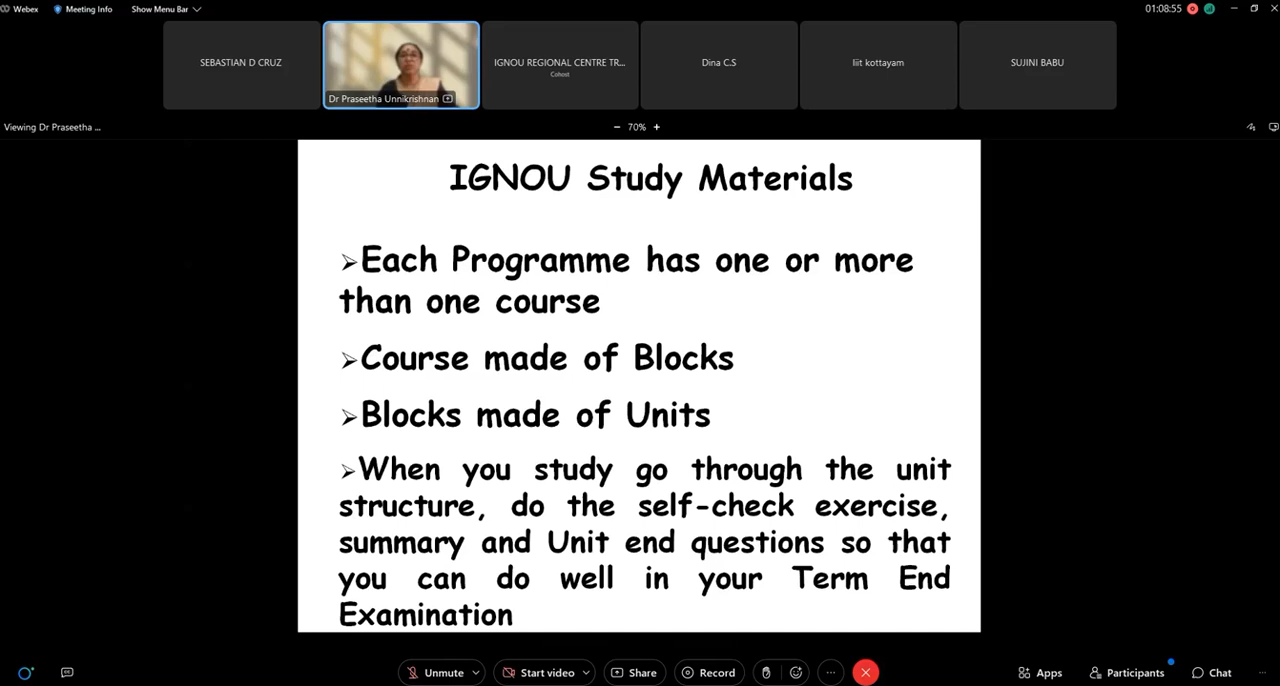 Webex
Meeting Info
Show Menu Bar
01:08:55
SEBASTIAN D CRUZ
Dr Praseetha Unnikrishnan
IGNOU REGIONAL CENTRE TR...
Cohost
Dina C.S
liit kottayam
SUJINI BABU
Viewing Dr Praseetha ...
70%
IGNOU Study Materials
➢Each Programme has one or more
than one course
➢Course made of Blocks
➢Blocks made of Units
➢When you study go through the unit
structure, do the self-check exercise,
summary and Unit end questions so that
you can do well in your Term End
Examination
Unmute
Start video
Share
Record
Apps
Participants
Chat